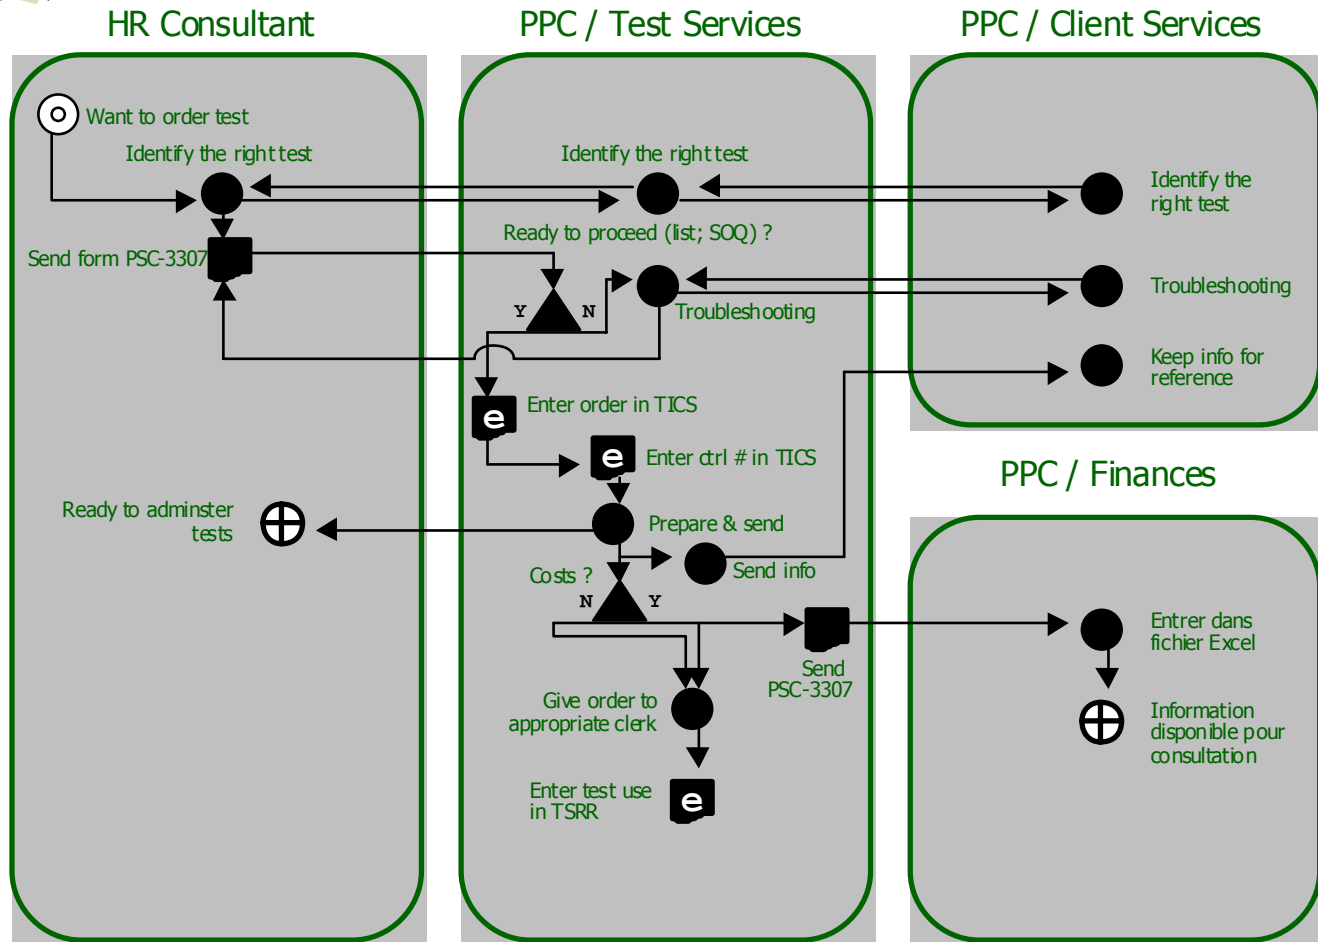 HR Consultant
PPC / Test Services
PPC / Client Services
Want to order test
Identify the right test
Identify the right test
Identify the
right test
Ready to proceed (list; SOQ) ?
Send form PSC-3307
Y
N
Troubleshooting
Troubleshooting
Keep info for
reference
e
Enter order in TICS
e
Enter ctrl # in TICS
PPC / Finances
Ready to adminster
tests
Prepare & send
Send info
Costs ?
N
Y
Send
PSC-3307
Entrer dans
fichier Excel
Give order to
appropriate clerk
Information
disponible pour
consultation
Enter test use
in TSRR
e